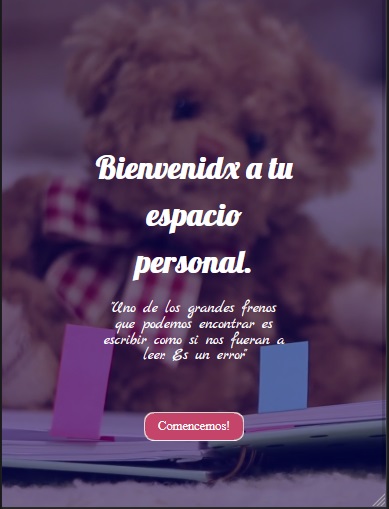 Bienvenidx a tu
espacio
personal.
"Uno de los grandes frenos
que podemos encontrar es
escribir como si nos fueran a
leer. Es un error"
Comencemos!